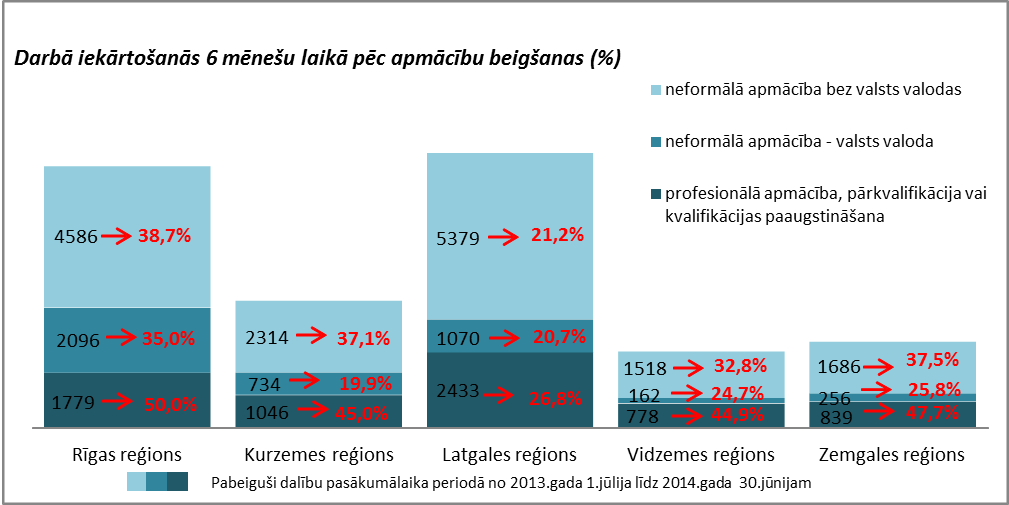 Darbā iekārtošanās 6 mēnešu laikā pēc apmācību beigšanas (%)
neformālā apmācība bez valsts valodas
neformālā apmācība - valsts valoda
profesionālā apmācība, pārkvalifikācija vai
kvalifikācijas paaugstināšana
4586 → 38,7%
2096 → 35,0%
1779 → 50,0%
2314 → 37,1%
734 → 19,9%
1046 → 45,0%
5379 → 21,2%
1070 → 20,7%
2433 → 26,8%
1518 → 32,8%
162 → 24,7%
778 → 44,9%
1686 → 37,5%
256 → 25,8%
839 → 47,7%
Rīgas reģions
Kurzemes reģions
Latgales reģions
Vidzemes reģions
Zemgales reģions
Pabeiguši dalību pasākumālaika periodā no 2013.gada 1.jūlija līdz 2014.gada 30.jūnijam